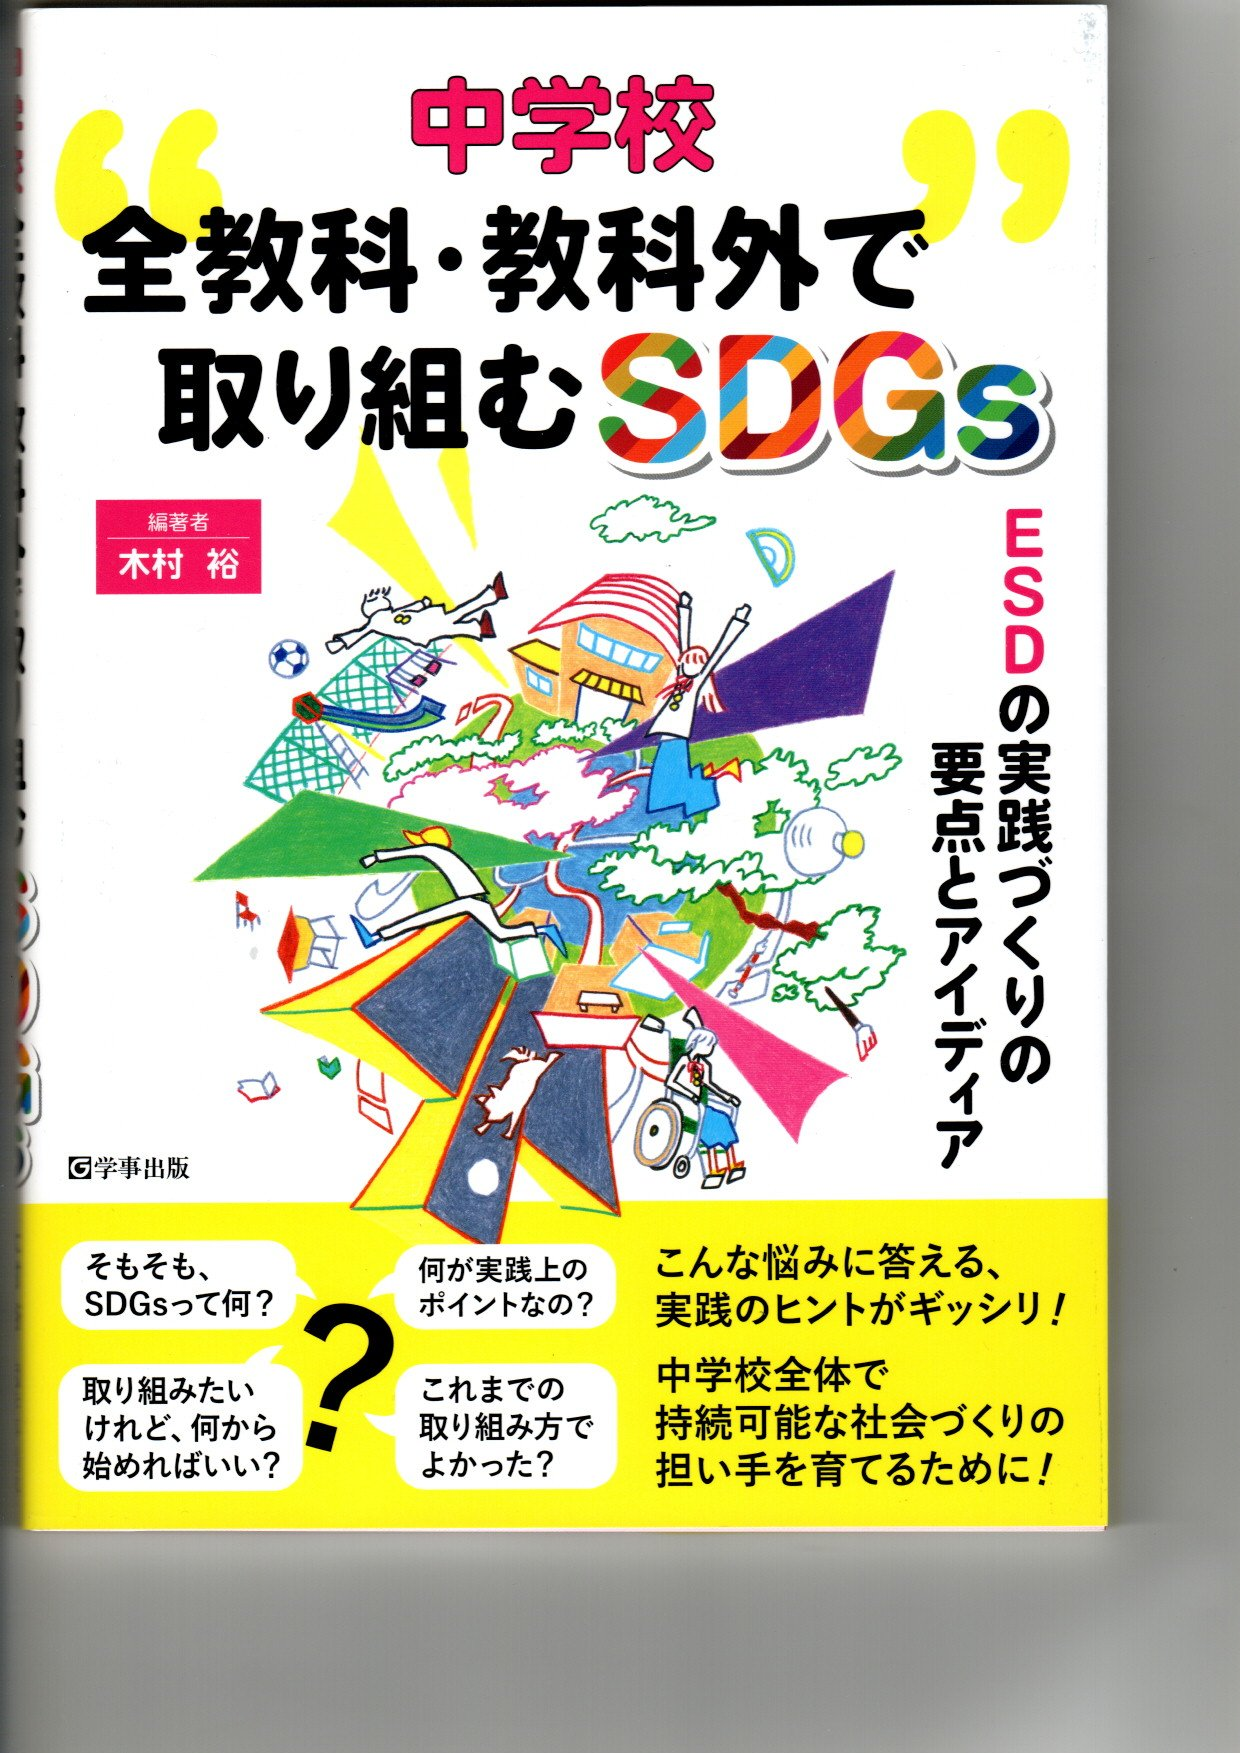 中学校
全教科・教科外で
取り組むSDGs
編著者
木村 裕
ESDの実践づくりの
要点とアイディア
G学事出版
そもそも、
SDGsって何？
何が実践上の
ポイントなの？
取り組みたい
けれど、何から
始めればいい？
これまでの
取り組み方で
よかった？
?
こんな悩みに答える、
実践のヒントがギッシリ！
中学校全体で
持続可能な社会づくりの
担い手を育てるために！